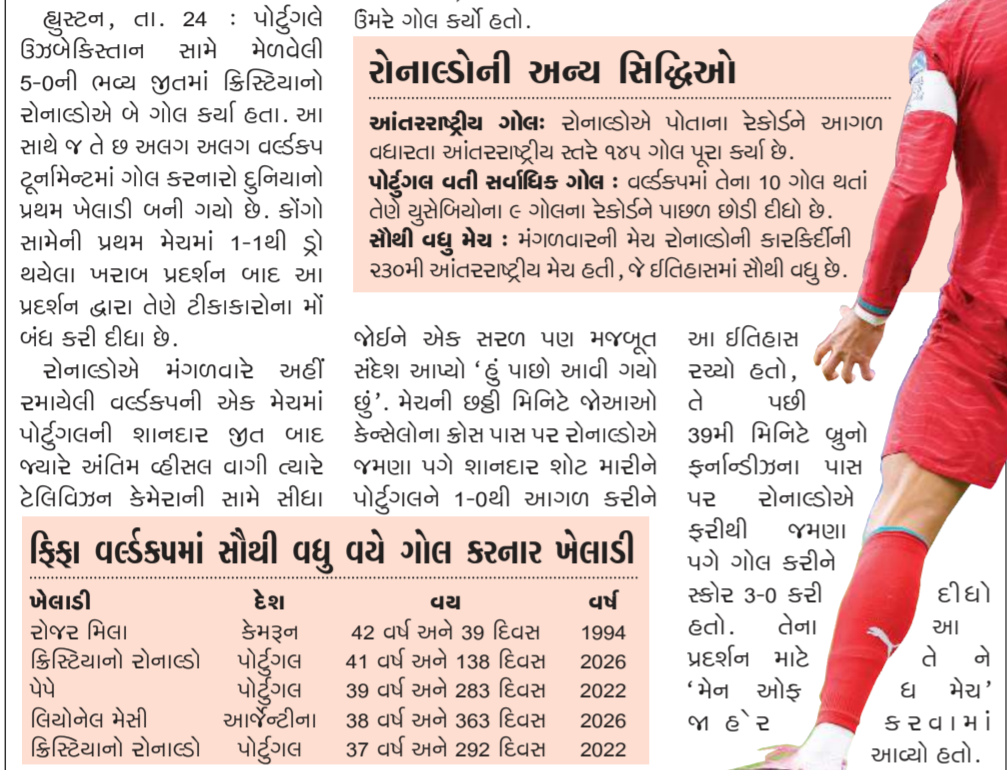 હ્યુસ્ટન, તા. 24 : પોર્ટુગલે
ઉઝબેકિસ્તાન સામે મેળવેલી
5-0ની ભવ્ય જીતમાં ક્રિસ્ટિયાનો
રોનાલ્ડોએ બે ગોલ કર્યા હતા. આ
સાથે જ તે છ અલગ અલગ વર્લ્ડકપ
ટૂર્નામેન્ટમાં ગોલ કરનારો દુનિયાનો
પ્રથમ ખેલાડી બની ગયો છે. કોંગો
સામેની પ્રથમ મેચમાં 1-1થી ડ્રો
થયેલા ખરાબ પ્રદર્શન બાદ આ
પ્રદર્શન દ્વારા તેણે ટીકાકારોના મોં
બંધ કરી દીધા છે.
રોનાલ્ડોએ મંગળવારે અહીં
રમાયેલી વર્લ્ડકપની એક મેચમાં
પોર્ટુગલની શાનદાર જીત બાદ
જ્યારે અંતિમ વ્હીસલ વાગી ત્યારે
ટેલિવિઝન કેમેરાની સામે સીધા
જોઈને એક સરળ પણ મજબૂત
સંદેશ આપ્યો ‘હું પાછો આવી ગયો
છું’. મેચની છઠ્ઠી મિનિટે જોઆઓ
કેન્સેલોના ક્રોસ પાસ પર રોનાલ્ડોએ
જમણા પગે શાનદાર શોટ મારીને
પોર્ટુગલને 1-0થી આગળ કરીને
ઉંમરે ગોલ કર્યો હતો.
આ ઈતિહાસ
રચ્યો હતો,
તે પછી
39મી મિનિટે બ્રુનો
ફર્નાન્ડીઝના પાસ
પર રોનાલ્ડોએ
ફરીથી જમણા
પગે ગોલ કરીને
સ્કોર 3-0 કરી દીધો
હતો. તેના આ
પ્રદર્શન માટે તે ને
‘મેન ઓફ ધ મેચ’
જાહેર કરવામાં
આવ્યો હતો.
રોનાલ્ડોની અન્ય સિદ્ધિઓ
આંતરરાષ્ટ્રીય ગોલઃ રોનાલ્ડોએ પોતાના રેકોર્ડને આગળ
વધારતા આંતરરાષ્ટ્રીય સ્તરે ૧૪૫ ગોલ પૂરા કર્યા છે.
પોર્ટુગલ વતી સર્વાધિક ગોલ : વર્લ્ડકપમાં તેના 10 ગોલ થતાં
તેણે યુસેબિયોના ૯ ગોલના રેકોર્ડને પાછળ છોડી દીધો છે.
સૌથી વધુ મેચ : મંગળવારની મેચ રોનાલ્ડોની કારકિર્દીની
૨૩૦મી આંતરરાષ્ટ્રીય મેચ હતી, જે ઈતિહાસમાં સૌથી વધુ છે.
ફિફા વર્લ્ડકપમાં સૌથી વધુ વયે ગોલ કરનાર ખેલાડી
ખેલાડી દેશ વય વર્ષ
રોજર મિલા કેમરૂન 42 વર્ષ અને 39 દિવસ 1994
ક્રિસ્ટિયાનો રોનાલ્ડો પોર્ટુગલ 41 વર્ષ અને 138 દિવસ 2026
પેપે પોર્ટુગલ 39 વર્ષ અને 283 દિવસ 2022
લિયોનેલ મેસી આર્જેન્ટીના 38 વર્ષ અને 363 દિવસ 2026
ક્રિસ્ટિયાનો રોનાલ્ડો પોર્ટુગલ 37 વર્ષ અને 292 દિવસ 2022